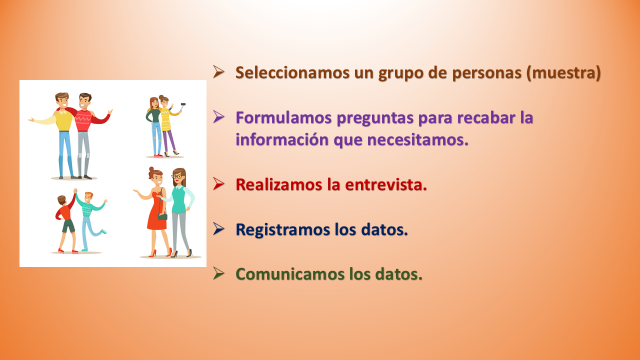 ➢ Seleccionamos un grupo de personas (muestra)
➢ Formulamos preguntas para recabar la
información que necesitamos.
➢ Realizamos la entrevista.
➢ Registramos los datos.
➢ Comunicamos los datos.